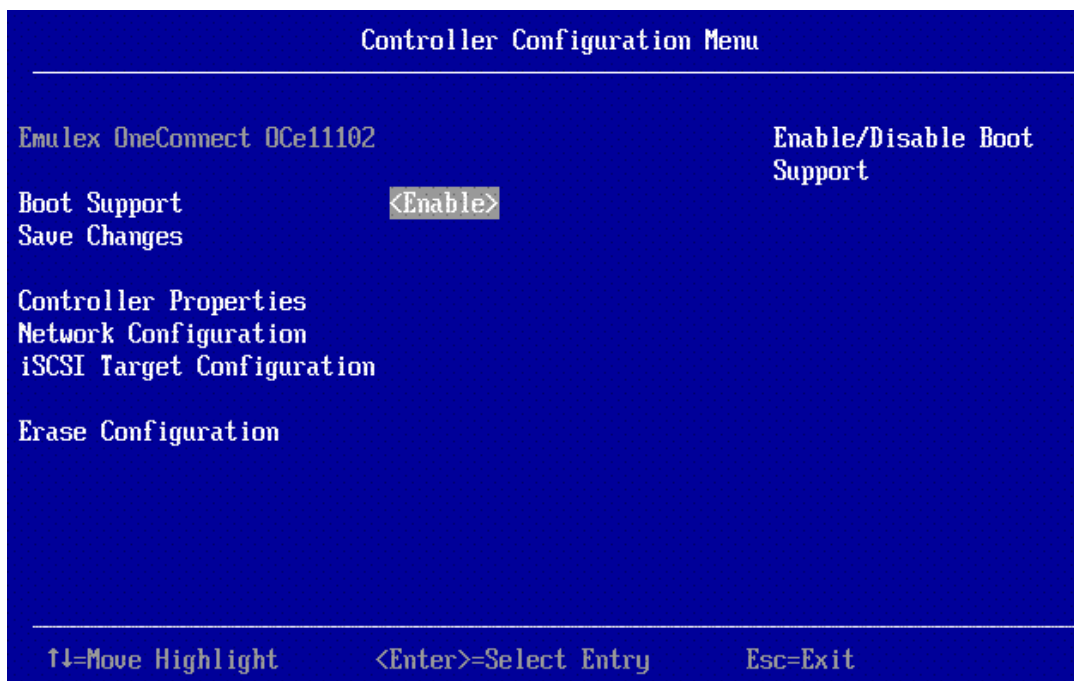 Controller Configuration Menu
Emulex OneConnect OCe11102
Enable/Disable Boot
Support
Boot Support <Enable>
Save Changes
Controller Properties
Network Configuration
iSCSI Target Configuration
Erase Configuration
↑↓=Move Highlight <Enter>=Select Entry Esc=Exit